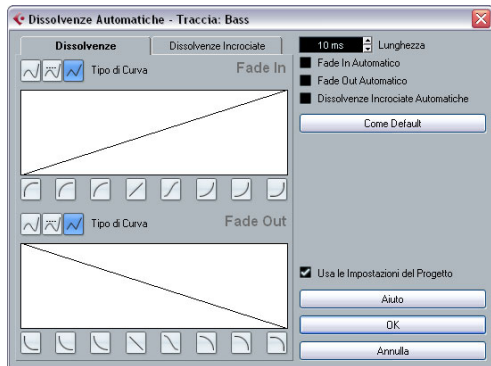 Dissolvenze Automatiche - Traccia: Bass
Dissolvenze
Dissolvenze Incrociate
Tipo di Curva
Fade In
Tipo di Curva
Fade Out
10 ms
Lunghezza
Fade In Automatico
Fade Out Automatico
Dissolvenze Incrociate Automatiche
Come Default
Usa le Impostazioni del Progetto
Aiuto
OK
Annulla